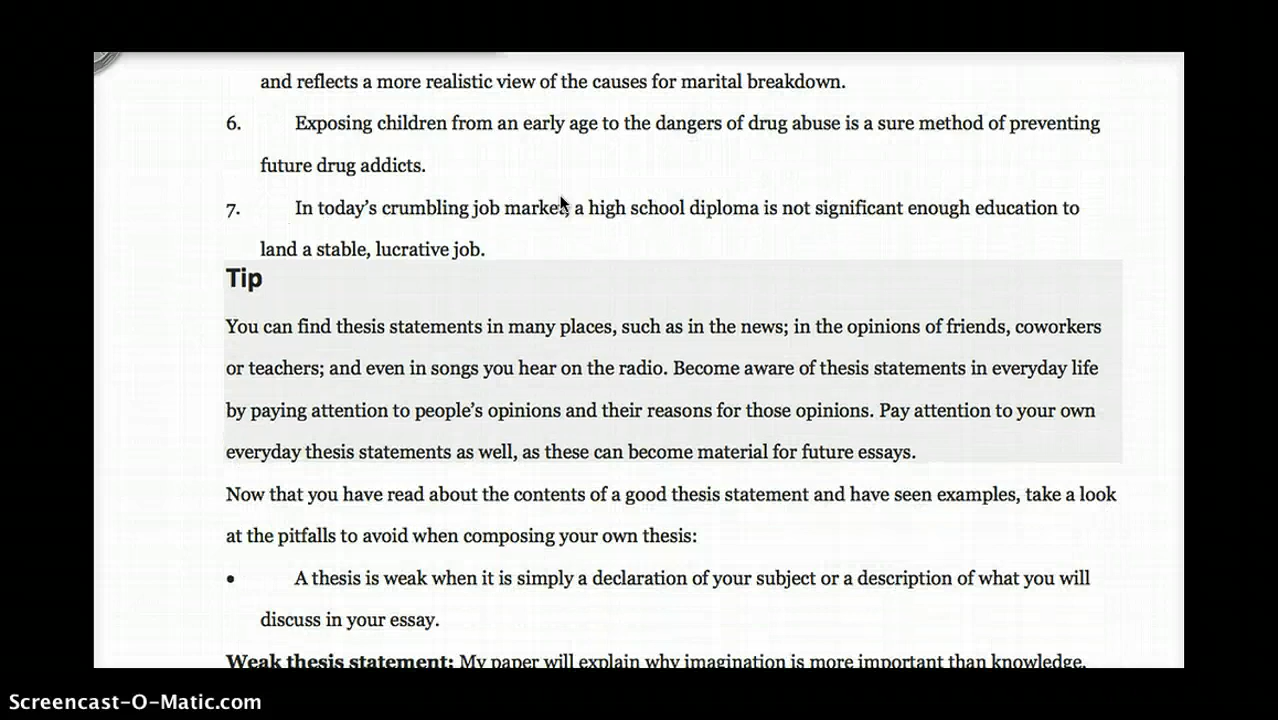 and reflects a more realistic view of the causes for marital breakdown.
6. Exposing children from an early age to the dangers of drug abuse is a sure method of preventing
future drug addicts.
7. In today's crumbling job market, a high school diploma is not significant enough education to
land a stable, lucrative job.
Tip
You can find thesis statements in many places, such as in the news; in the opinions of friends, coworkers
or teachers; and even in songs you hear on the radio. Become aware of thesis statements in everyday life
by paying attention to people's opinions and their reasons for those opinions. Pay attention to your own
everyday thesis statements as well, as these can become material for future essays.
Now that you have read about the contents of a good thesis statement and have seen examples, take a look
at the pitfalls to avoid when composing your own thesis:
• A thesis is weak when it is simply a declaration of your subject or a description of what you will
discuss in your essay.
Weak thesis statement: My paper will explain why imagination is more important than knowledge.
Screencast-O-Matic.com